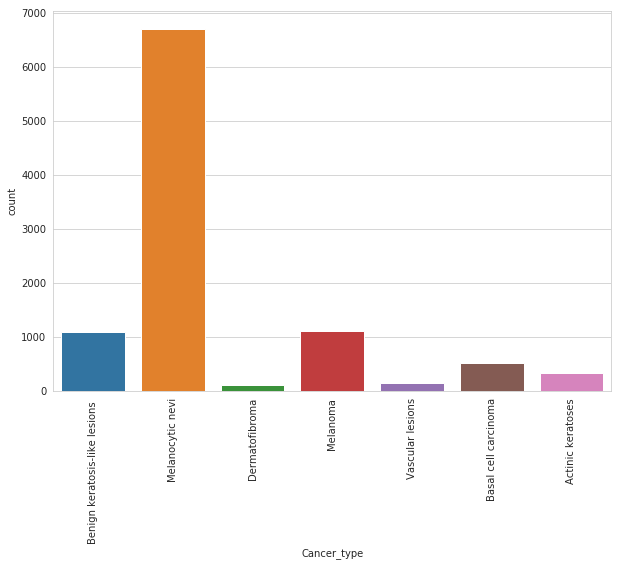 7000
6000
5000
4000
3000
2000
1000
0
count
Benign keratosis-like lesions
Melanocytic nevi
Dermatofibroma
Melanoma
Vascular lesions
Basal cell carcinoma
Actinic keratoses
Cancer_type